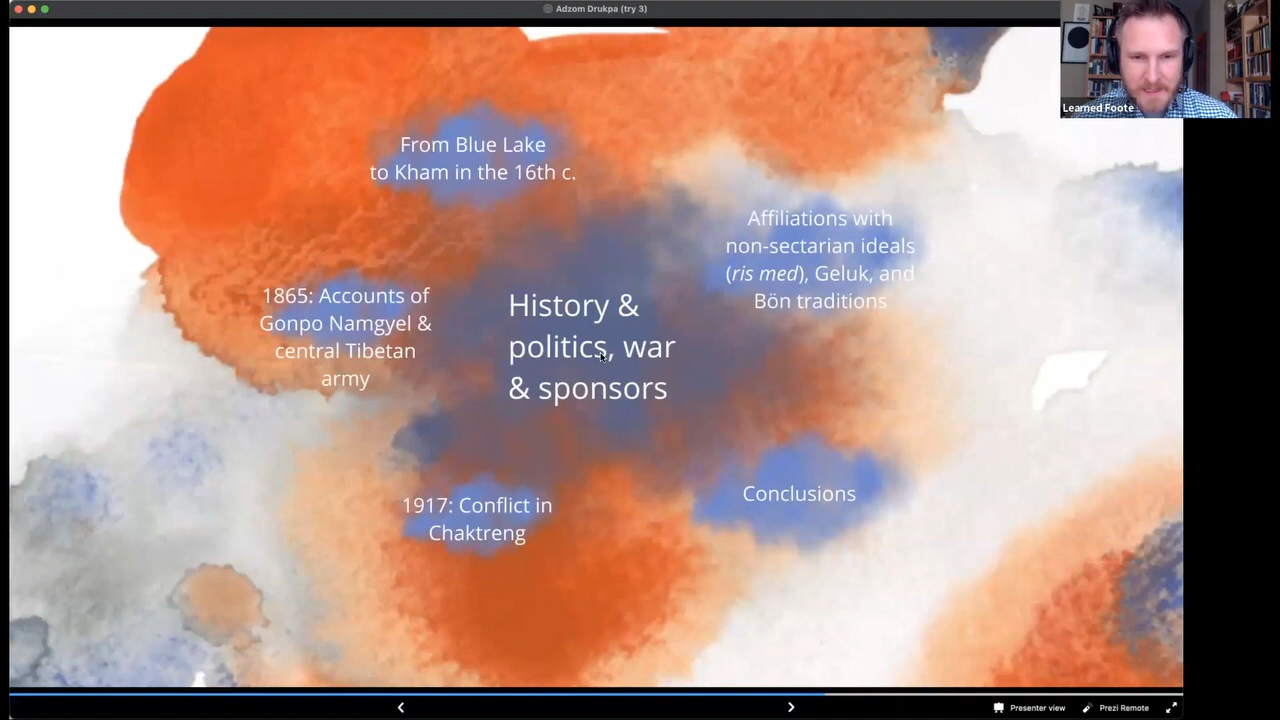 Adzom Drukpa (try 3)
Learned Foote
From Blue Lake
to Kham in the 16th c.
Affiliations with
non-sectarian ideals
(ris med), Geluk, and
Bön traditions
1865: Accounts of
Gonpo Namgyel &
central Tibetan
army
History &
politics, war
& sponsors
1917: Conflict in
Chaktreng
Conclusions
Presenter view
Prezi Remote